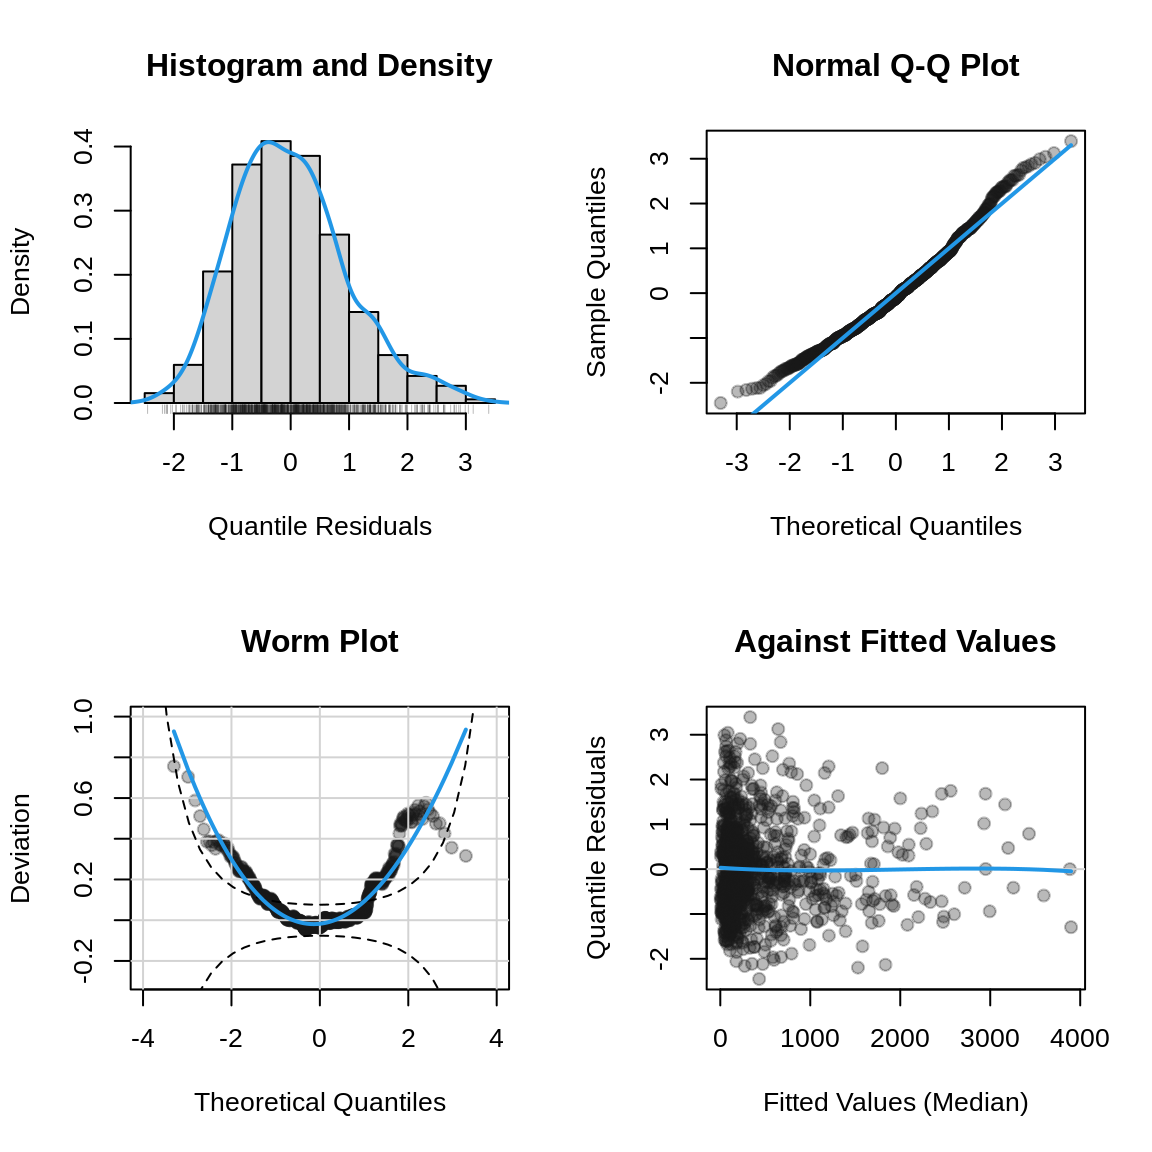 Histogram and Density
Density
0.0 0.1 0.2 0.3 0.4
-2 -1 0 1 2 3
Quantile Residuals
Normal Q-Q Plot
Sample Quantiles
-2 0 1 2 3
-3 -2 -1 0 1 2 3
Theoretical Quantiles
Worm Plot
Deviation
-0.2 0.2 0.6 1.0
-4 -2 0 2 4
Theoretical Quantiles
Against Fitted Values
Quantile Residuals
-2 0 1 2 3
0 1000 2000 3000 4000
Fitted Values (Median)